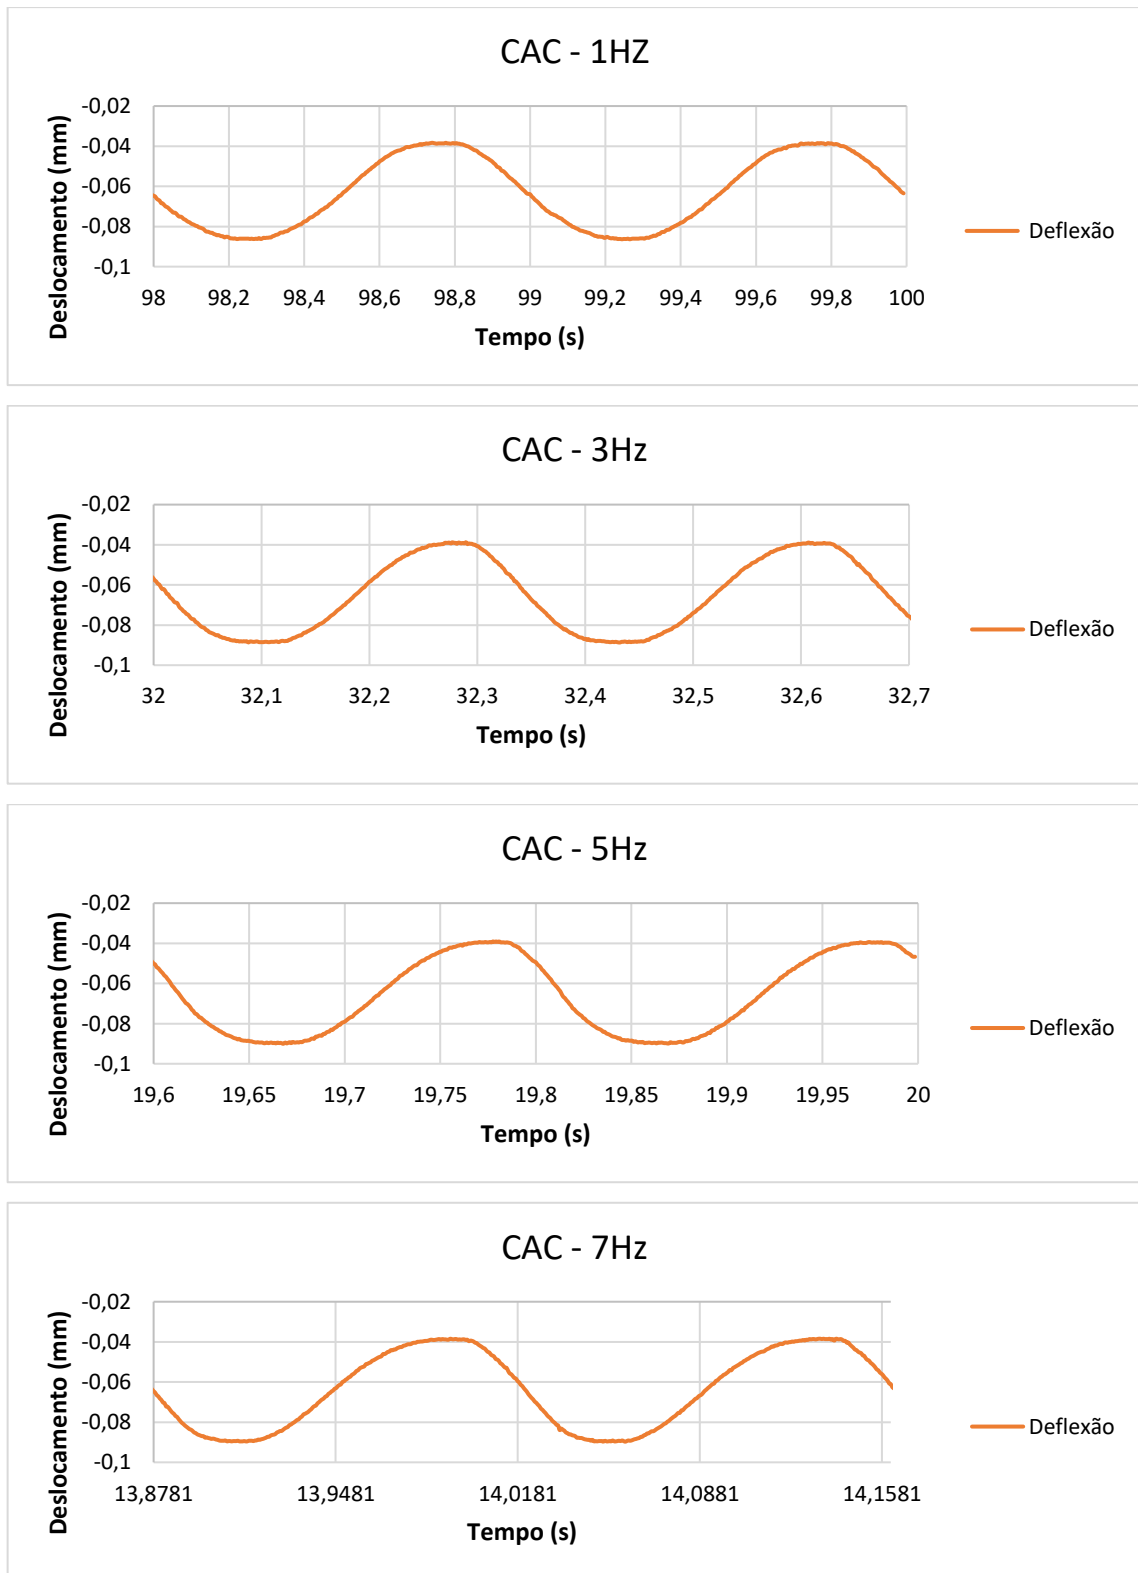 CAC - 1HZ
Deslocamento (mm)
-0,02
-0,04
-0,06
-0,08
-0,1
98 98,2 98,4 98,6 98,8 99 99,2 99,4 99,6 99,8 100
Tempo (s)
Deflexão
CAC - 3Hz
Deslocamento (mm)
-0,02
-0,04
-0,06
-0,08
-0,1
32 32,1 32,2 32,3 32,4 32,5 32,6 32,7
Tempo (s)
Deflexão
CAC - 5Hz
Deslocamento (mm)
-0,02
-0,04
-0,06
-0,08
-0,1
19,6 19,65 19,7 19,75 19,8 19,85 19,9 19,95 20
Tempo (s)
Deflexão
CAC - 7Hz
Deslocamento (mm)
-0,02
-0,04
-0,06
-0,08
-0,1
13,8781 13,9481 14,0181 14,0881 14,1581
Tempo (s)
Deflexão